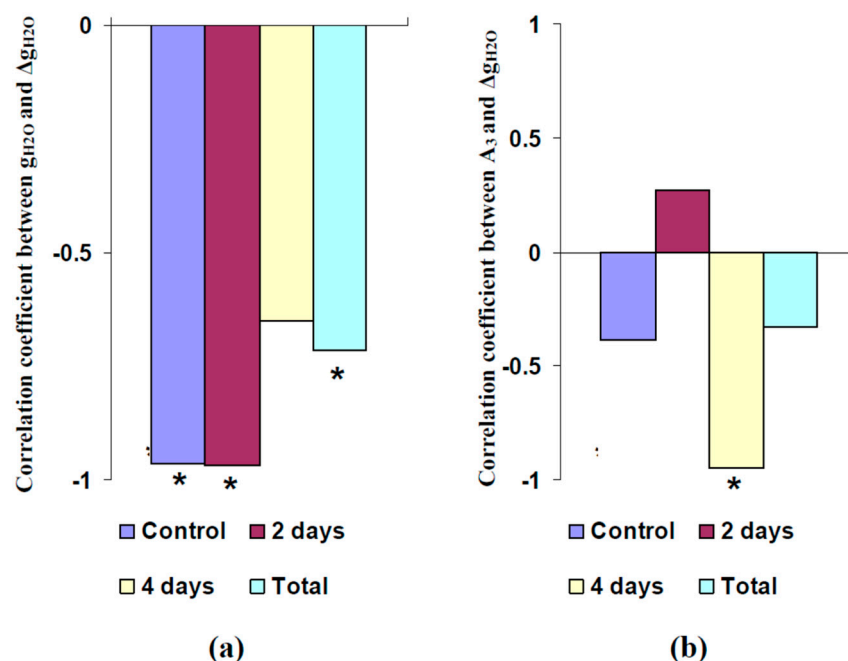 Correlation coefficient between gH2O and ΔgH2O
0
-0.5
-1
*
*
*
Control
2 days
4 days
Total
(a)
Correlation coefficient between A3 and ΔgH2O
1
0.5
0
-0.5
-1
*
Control
2 days
4 days
Total
(b)